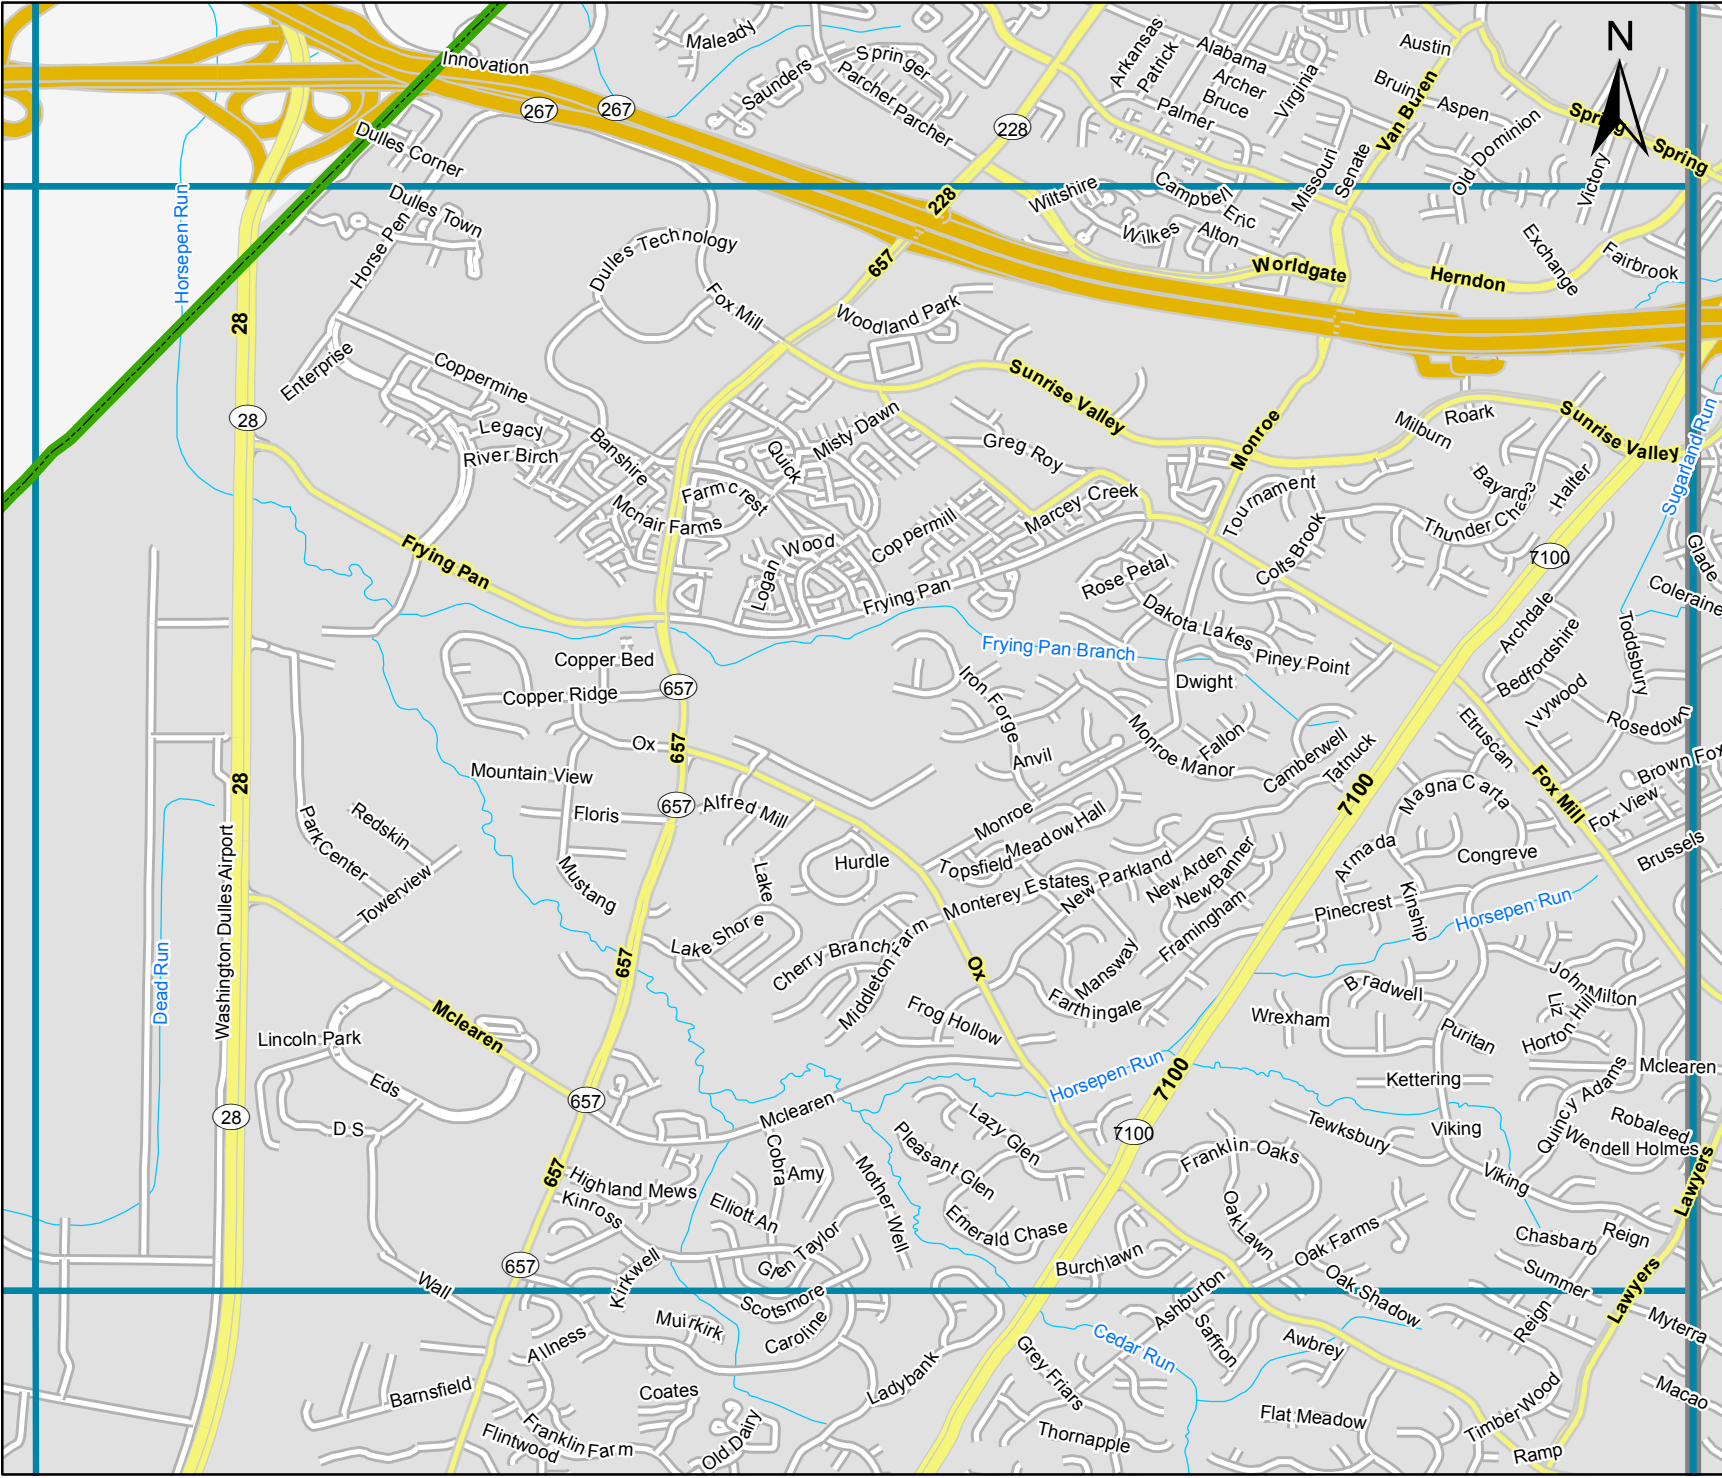 N
Maleady
Innovation
Springer
Saunders
Parcher
Parcher
Arkansas
Patrick
Alabama
Archer
Bruce
Palmer
Virginia
Austin
Bruin
Aspen
Van Buren
Spring
Spring
Old Dominion
Victory
267
267
228
228
Dulles Corner
Dulles Town
Horse Pen
Horsepen Run
Dulles Technology
Wiltshire
Campbell
Eric
Wilkes
Alton
Missouri
Senate
Worldgate
Herndon
Exchange
Fairbrook
657
Fox Mill
Woodland Park
28
Enterprise
Coppermine
Sunrise Valley
Monroe
Milburn
Roark
Sunrise Valley
Sugarland Run
28
Legacy
River Birch
Banshire
Quick
Misty Dawn
Greg Roy
Farmcrest
Mcnair Farms
Marcey Creek
Tournament
Bayard
Halter
Thunder Chase
Colts Brook
Coppermill
Wood
Logan
Frying Pan
Frying Pan
Rose Petal
7100
Glade
Coleraine
Archdale
Bedfordshire
Toddsbury
Dakota Lakes
Piney Point
Frying Pan Branch
Dwight
Copper Bed
Copper Ridge
657
Iron Forge
Ivywood
Rosedown
Etruscan
Ox
657
Mountain View
Anvil
Monroe Manor
Fallon
Camberwell
Tatnuck
Brown Fox
28
7100
Magna Carta
Fox Mill
Fox View
657
Alfred Mill
Floris
Redskin
Park Center
Towerview
Monroe
Meadow Hall
Topsfield
Hurdle
Armada
Congreve
Brussels
Mustang
Lake
Lake Shore
Monterey Estates
New Parkland
New Arden
New Banner
Framingham
Pinecrest
Kinship
Horsepen Run
Washington Dulles Airport
Dead Run
657
Cherry Branch
Middleton Farm
Ox
Mansway
Farthingale
Frog Hollow
Bradwell
Wrexham
John Milton
Liz
Horton Hill
Puritan
Mclearen
Lincoln Park
Eds
D S
28
657
Mclearen
Horsepen Run
7100
7100
Kettering
Mclearen
Quincy Adams
Robaleed
Wendell Holmes
Viking
Viking
Tewksbury
Lawyers
Lazy Glen
Pleasant Glen
Cobra
Amy
Mother Well
Franklin Oaks
Highland Mews
Kinross
657
Elliott An
Emerald Chase
Oak Lawn
Oak Farms
Chasbarb
Reign
Glen Taylor
Burchlawn
657
Wall
Kirkwell
Scotsmore
Ashburton
Oak Shadow
Summer
Lawyers
Muirkirk
Caroline
Saffron
Awbrey
Reign
Myterra
Allness
Cedar Run
Grey Friars
Ladybank
Barnsfield
Coates
Macao
Flat Meadow
Timber Wood
Franklin Farm
Flintwood
Old Dairy
Thornapple
Ramp